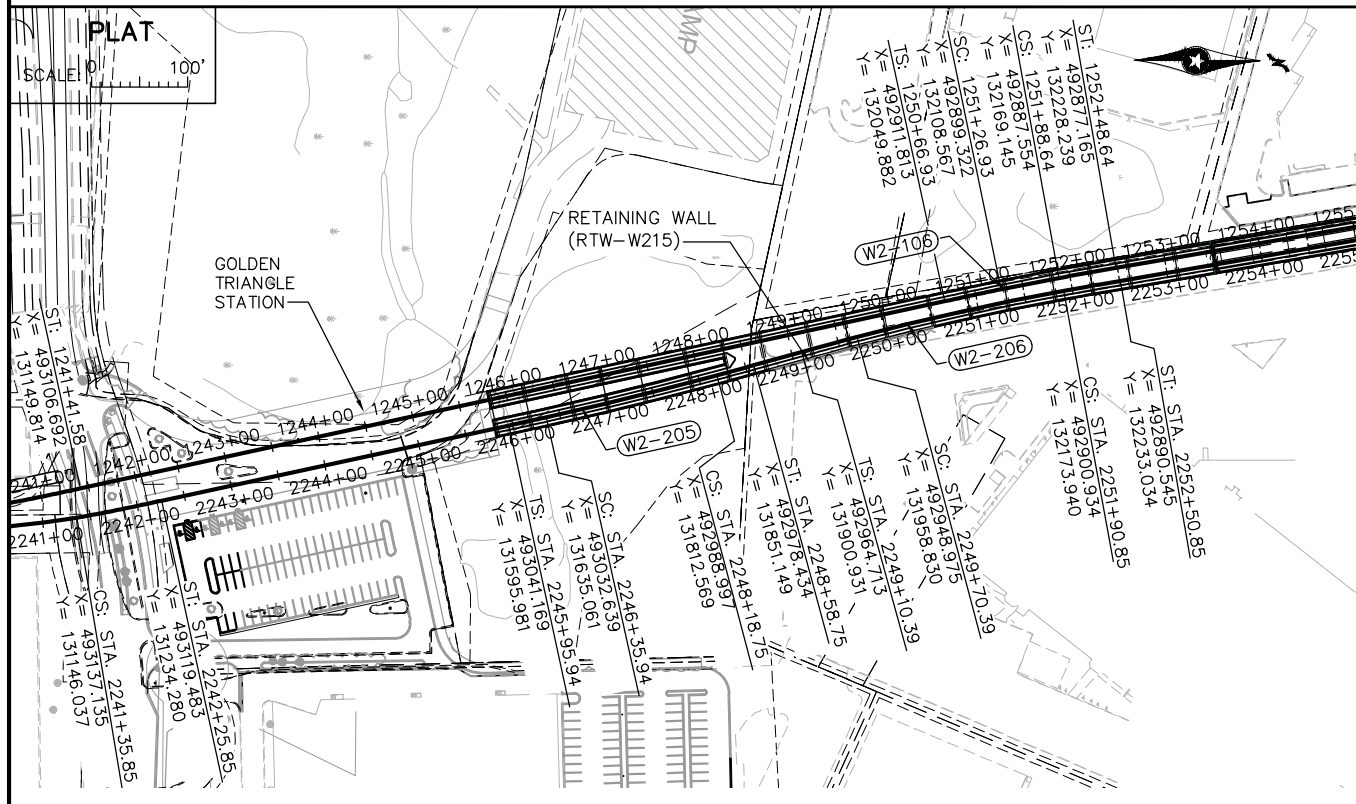 PLAT
SCALE: 0 100'
GOLDEN
TRIANGLE
STATION
RETAINING WALL
(RTW-W215)
TS: 1250+66.93
X= 492911.813
Y= 132049.882
SC: 1251+26.93
X= 492899.322
Y= 132108.567
CS: 1251+88.64
X= 492887.554
Y= 132169.145
ST: 1252+48.64
X= 492877.165
Y= 132228.239
W2-106
W2-206
W2-205
241+00
1242+00
1243+00
1244+00
1245+00
1246+00
1247+00
1248+00
1249+00
1250+00
1251+00
1252+00
1253+00
1254+00
1255
2241+00
2242+00
2243+00
2244+00
2245+00
2246+00
2247+00
2248+00
2249+00
2250+00
2251+00
2252+00
2253+00
2254+00
2255
ST: 1241+41.58
X= 493106.692
Y= 131149.814
CS: STA. 2241+35.85
X= 493137.135
Y= 131146.037
ST: STA. 2242+25.85
X= 493119.483
Y= 131234.280
TS: STA. 2245+95.94
X= 493041.169
Y= 131595.981
SC: STA. 2246+35.94
X= 493032.639
Y= 131635.061
CS: STA. 2248+18.75
X= 492988.997
Y= 131812.569
ST: STA. 2248+58.75
X= 492978.434
Y= 131851.149
TS: STA. 2249+10.39
X= 492964.713
Y= 131900.931
SC: STA. 2249+70.39
X= 492948.975
Y= 131958.830
CS: STA. 2251+90.85
X= 492900.934
Y= 132173.940
ST: STA. 2252+50.85
X= 492890.545
Y= 132233.034